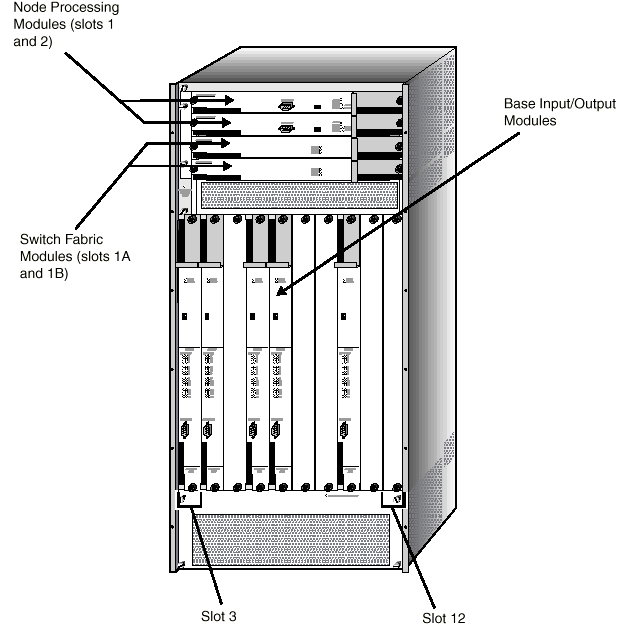 Node Processing
Modules (slots 1
and 2)
Base Input/Output
Modules
Switch Fabric
Modules (slots 1A
and 1B)
Slot 3
Slot 12